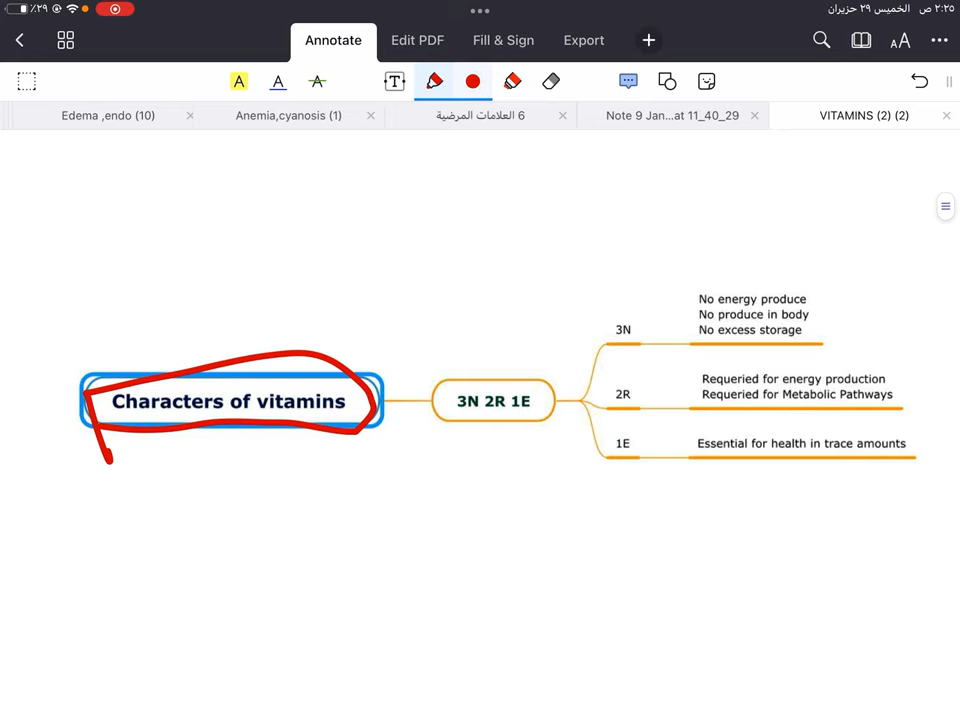 ٪٢٩
٢:٢٥ ص الخميس ٢٩ حزيران
Annotate
Edit PDF
Fill & Sign
Export
AA
A A A
T
Edema ,endo (10)
Anemia,cyanosis (1)
6 العلامات المرضية
Note 9 Jan...at 11_40_29
VITAMINS (2) (2)
Characters of vitamins
3N 2R 1E
3N
No energy produce
No produce in body
No excess storage
2R
Requeried for energy production
Requeried for Metabolic Pathways
1E
Essential for health in trace amounts